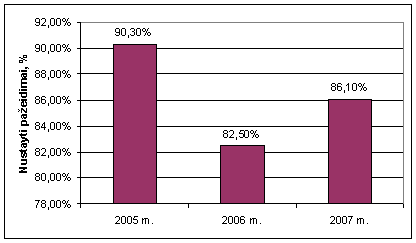 92,00%
90,00%
88,00%
86,00%
84,00%
82,00%
80,00%
78,00%
Nustayti pažeidimai, %
90,30%
82,50%
86,10%
2005 m.
2006 m.
2007 m.